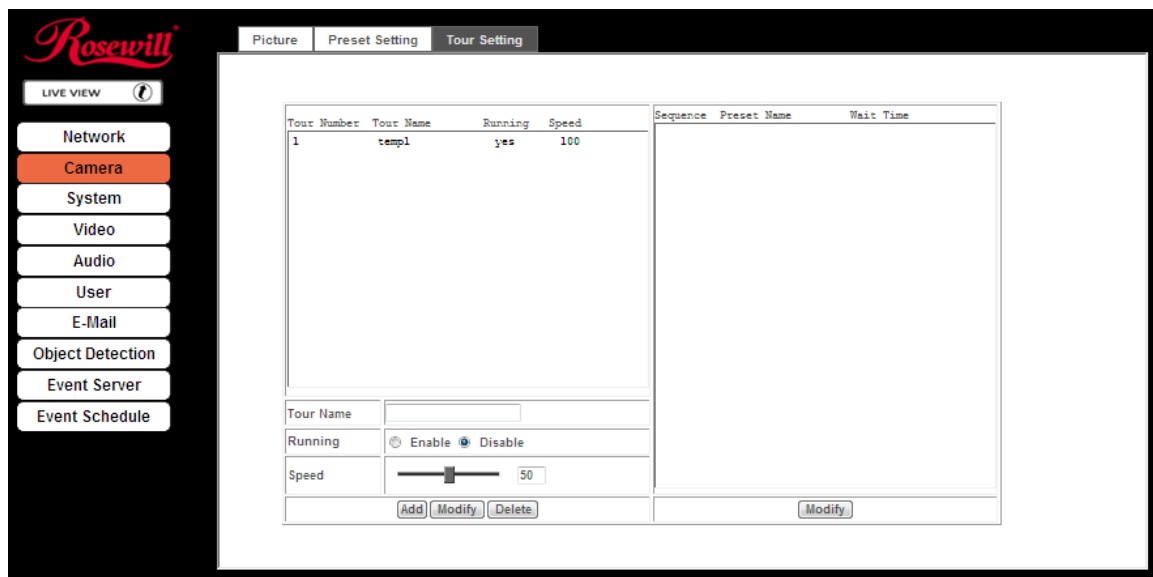 Rosewill
LIVE VIEW
Network
Camera
System
Video
Audio
User
E-Mail
Object Detection
Event Server
Event Schedule
Picture Preset Setting Tour Setting
Tour Number Tour Name Running Speed
1 temp1 yes 100
Tour Name
Running Enable Disable
Speed 50
Add Modify Delete
Sequence Preset Name Wait Time
Modify